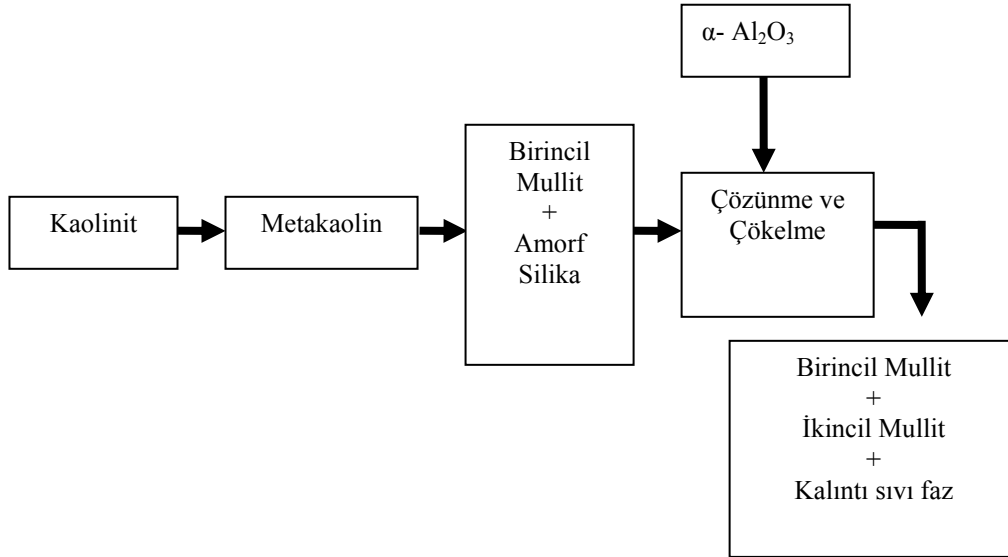 α- Al₂O₃
Kaolinit
Metakaolin
Birincil
Mullit
+
Amorf
Silika
Çözünme ve
Çökelme
Birincil Mullit
+
İkincil Mullit
+
Kalıntı sıvı faz